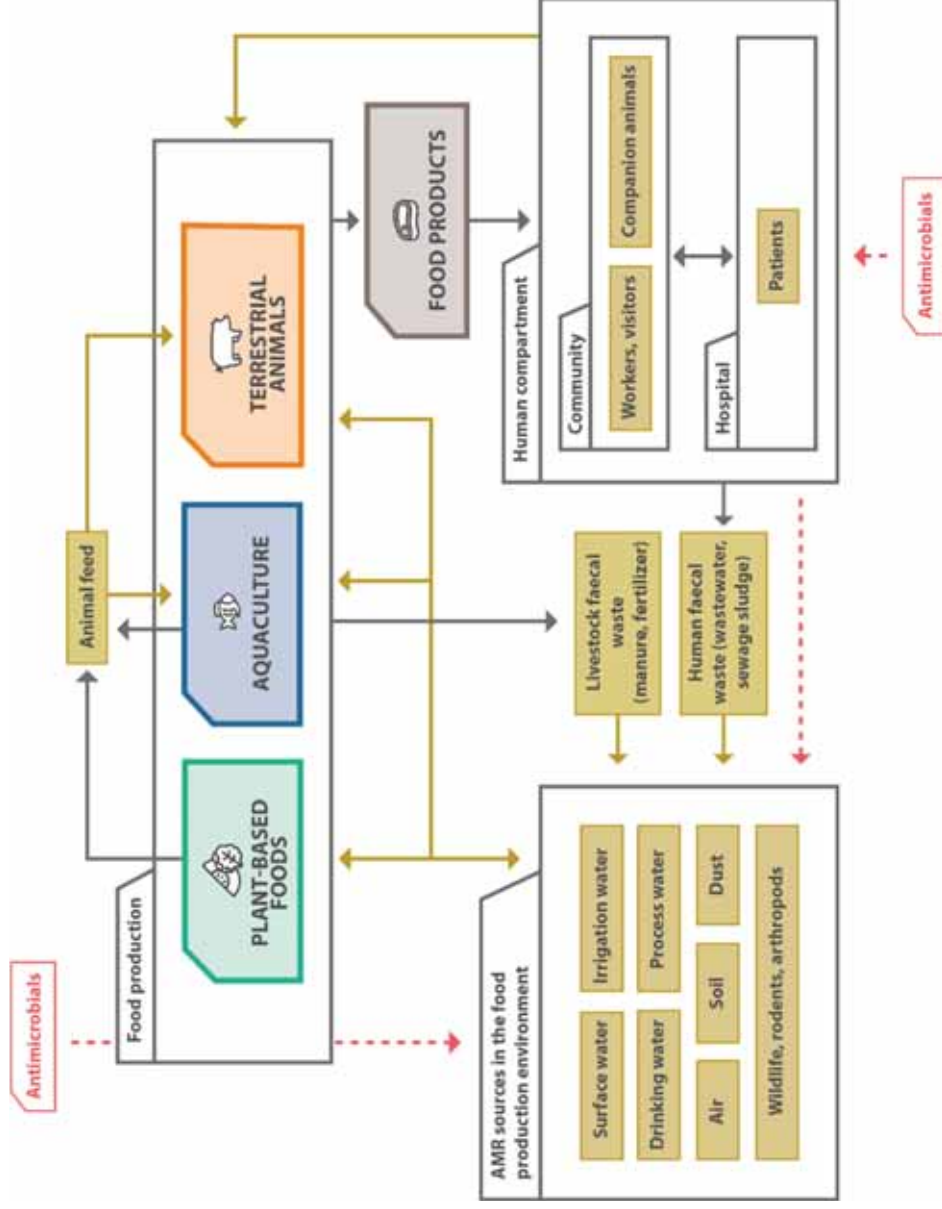 Antimicrobials
Food production
PLANT-BASED
FOODS
AQUACULTURE
TERRESTRIAL
ANIMALS
Animal feed
FOOD PRODUCTS
AMR sources in the food
production environment
Surface water
Irrigation water
Drinking water
Process water
Air
Soil
Dust
Wildlife, rodents, arthropods
Livestock faecal
waste
(manure, fertilizer)
Human faecal
waste (wastewater,
sewage sludge)
Human compartment
Community
Workers, visitors
Companion animals
Hospital
Patients
Antimicrobials